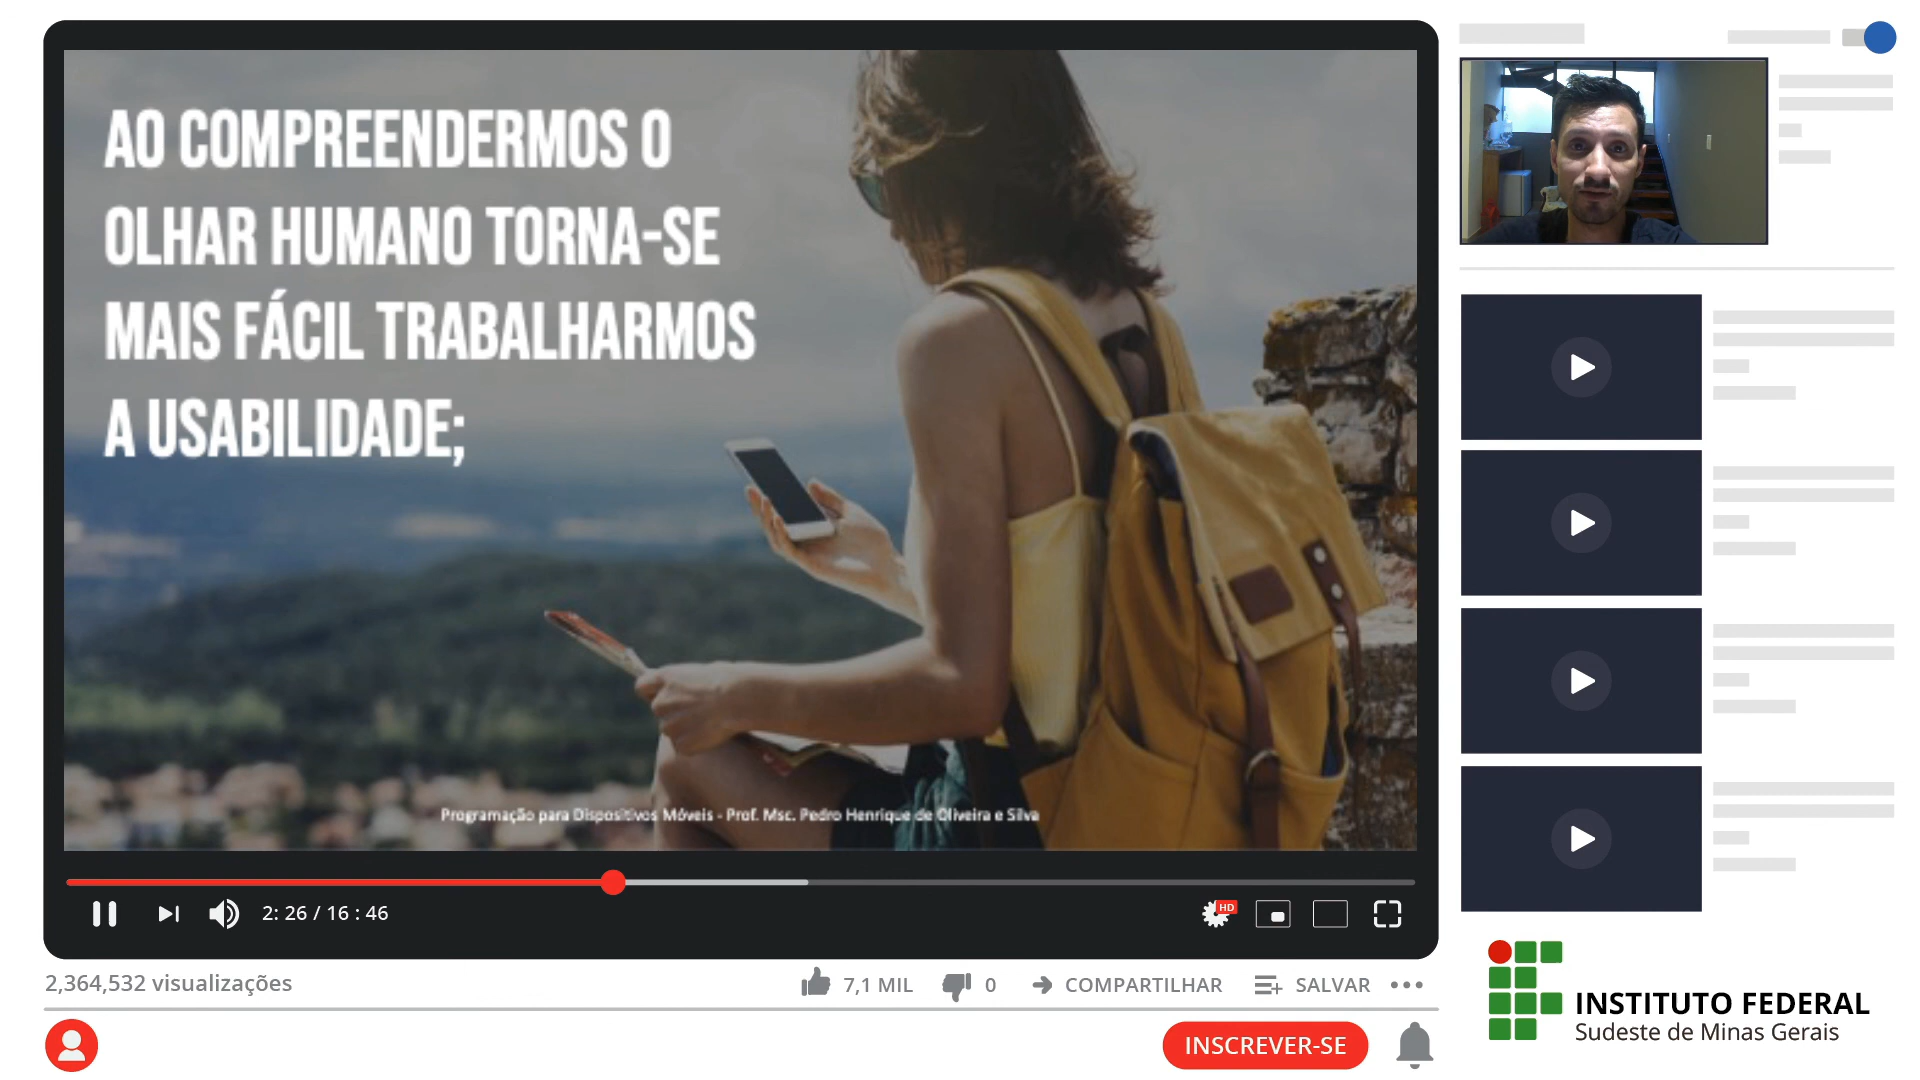 AO COMPREENDERMOS O
OLHAR HUMANO TORNA-SE
MAIS FÁCIL TRABALHARMOS
A USABILIDADE;
Programação para Dispositivos Móveis - Prof. Msc. Pedro Henrique de Oliveira e Silva
2: 26 / 16 : 46
HD
2,364,532 visualizações
7,1 MIL
0
COMPARTILHAR
SALVAR
INSCREVER-SE
INSTITUTO FEDERAL
Sudeste de Minas Gerais